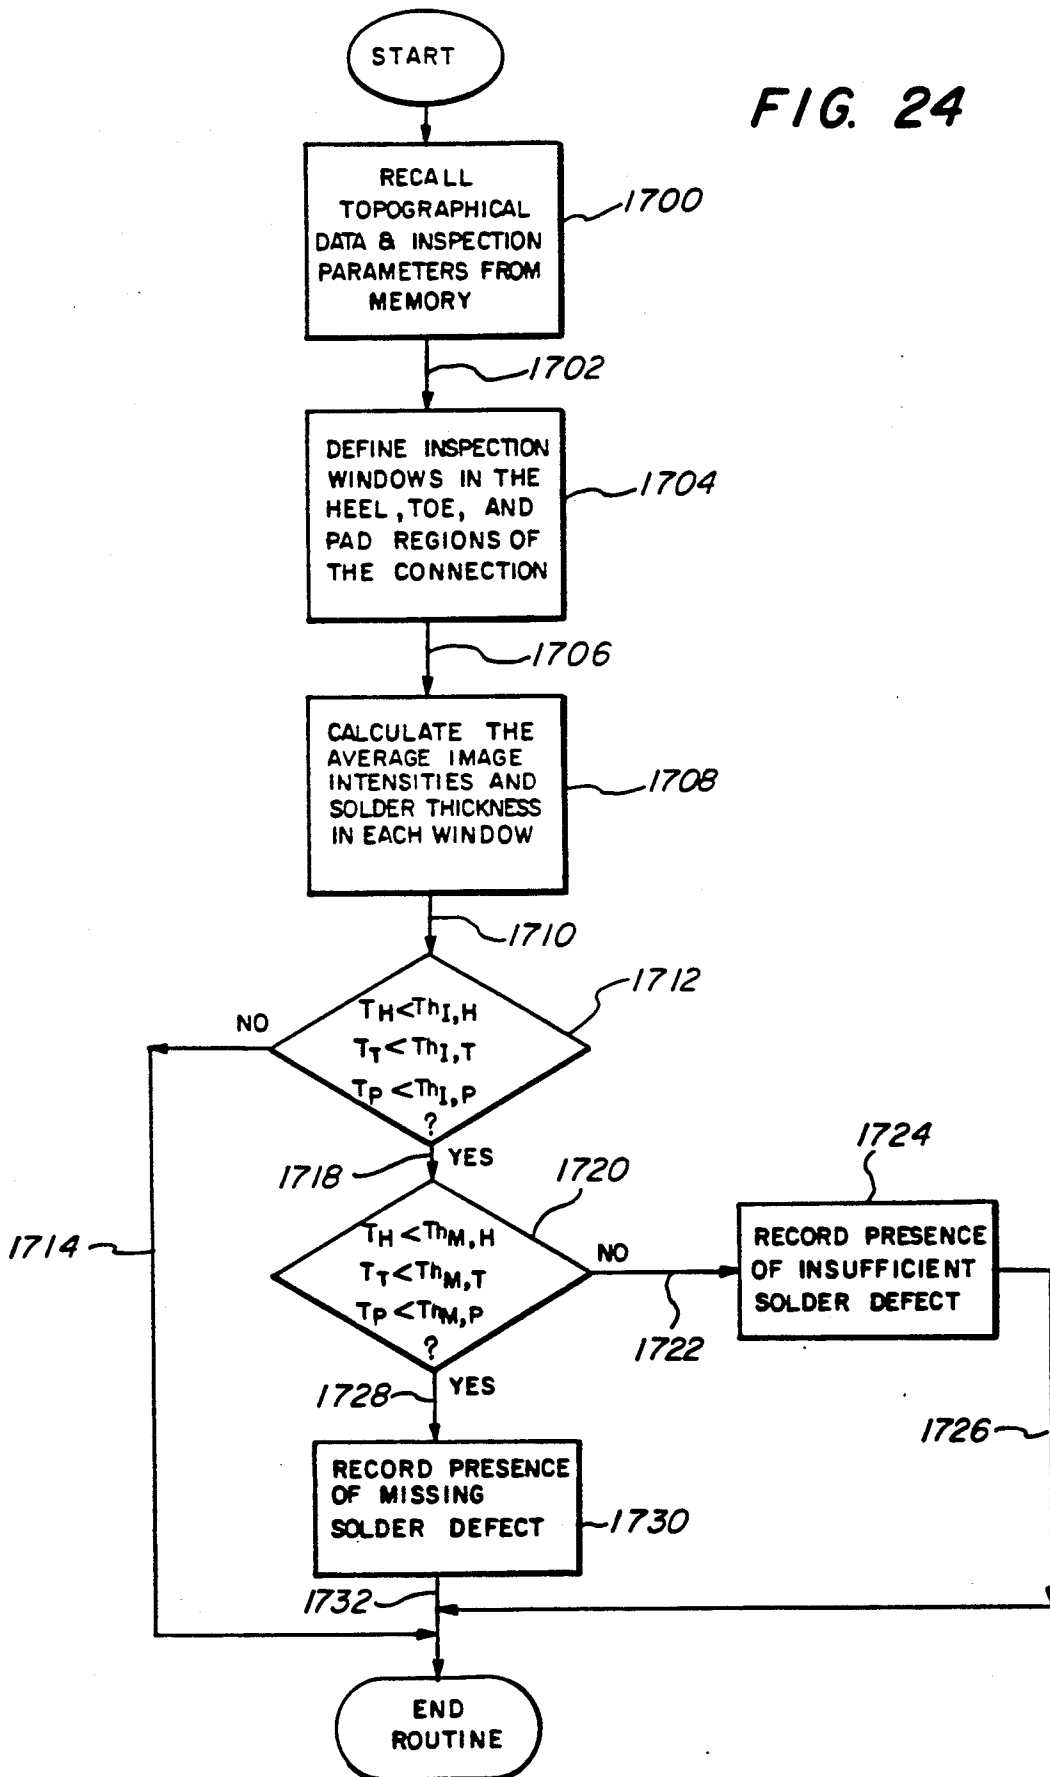 START
FIG. 24
RECALL
TOPOGRAPHICAL
DATA & INSPECTION
PARAMETERS FROM
MEMORY
1700
1702
DEFINE INSPECTION
WINDOWS IN THE
HEEL, TOE, AND
PAD REGIONS OF
THE CONNECTION
1704
1706
CALCULATE THE
AVERAGE IMAGE
INTENSITIES AND
SOLDER THICKNESS
IN EACH WINDOW
1708
1710
1712
NO
TH<ThI,H
TT<ThI,T
TP<ThI,P
?
1718
YES
1720
1714
TH<ThM,H
TT<ThM,T
TP<ThM,P
?
NO
1722
1724
RECORD PRESENCE
OF INSUFFICIENT
SOLDER DEFECT
1726
1728
YES
RECORD PRESENCE
OF MISSING
SOLDER DEFECT
1730
1732
END
ROUTINE